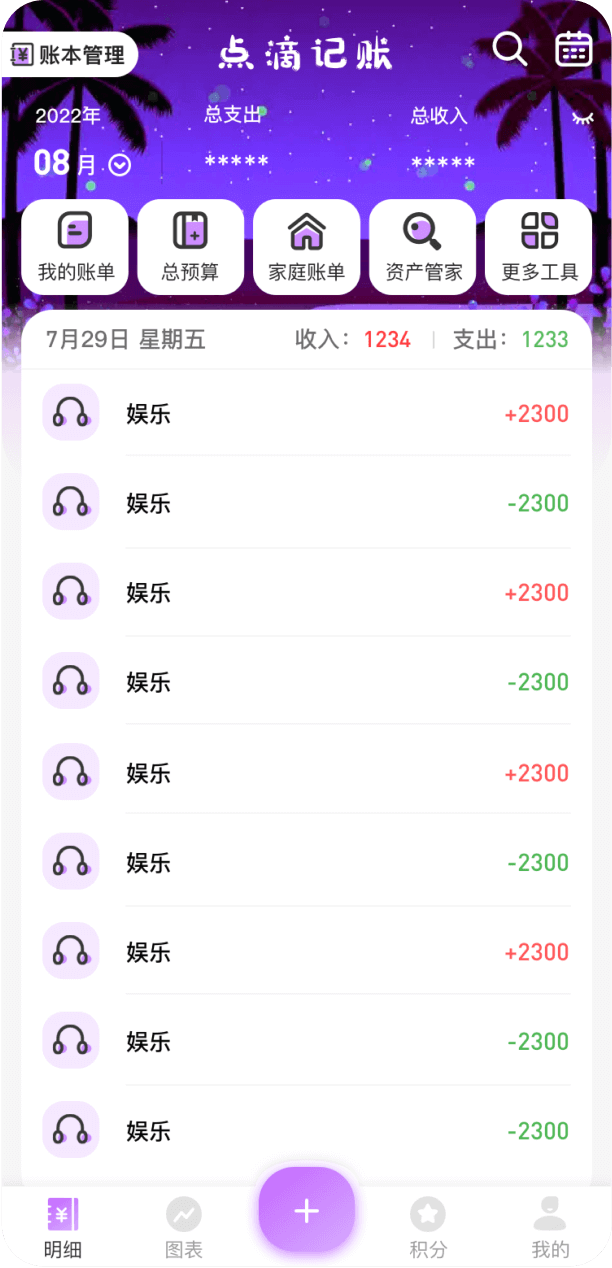 账本管理
点滴记账
2022年
总支出
总收入
08月
*****
*****
我的账单
总预算
家庭账单
资产管家
更多工具
7月29日 星期五
收入： 1234
支出： 1233
娱乐 +2300
娱乐 -2300
娱乐 +2300
娱乐 -2300
娱乐 +2300
娱乐 -2300
娱乐 +2300
娱乐 -2300
娱乐 -2300
明细
图表
积分
我的